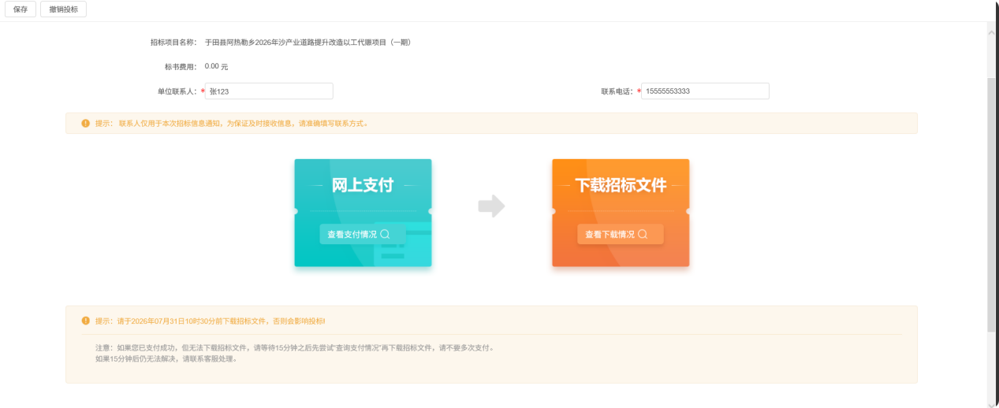 保存 撤销投标
招标项目名称： 于田县阿热勒乡2026年沙产业道路提升改造以工代赈项目（一期）
标书费用： 0.00 元
单位联系人：* 张123 联系电话：* 15555553333
提示： 联系人仅用于本次招标信息通知，为保证及时接收信息，请准确填写联系方式。
网上支付 下载招标文件
查看支付情况 查看下载情况
提示：请于2026年07月31日10时30分前下载招标文件，否则会影响投标!
注意：如果您已支付成功，但无法下载招标文件，请等待15分钟之后先尝试"查询支付情况"再下载招标文件，请不要多次支付。
如果15分钟后仍无法解决，请联系客服处理。